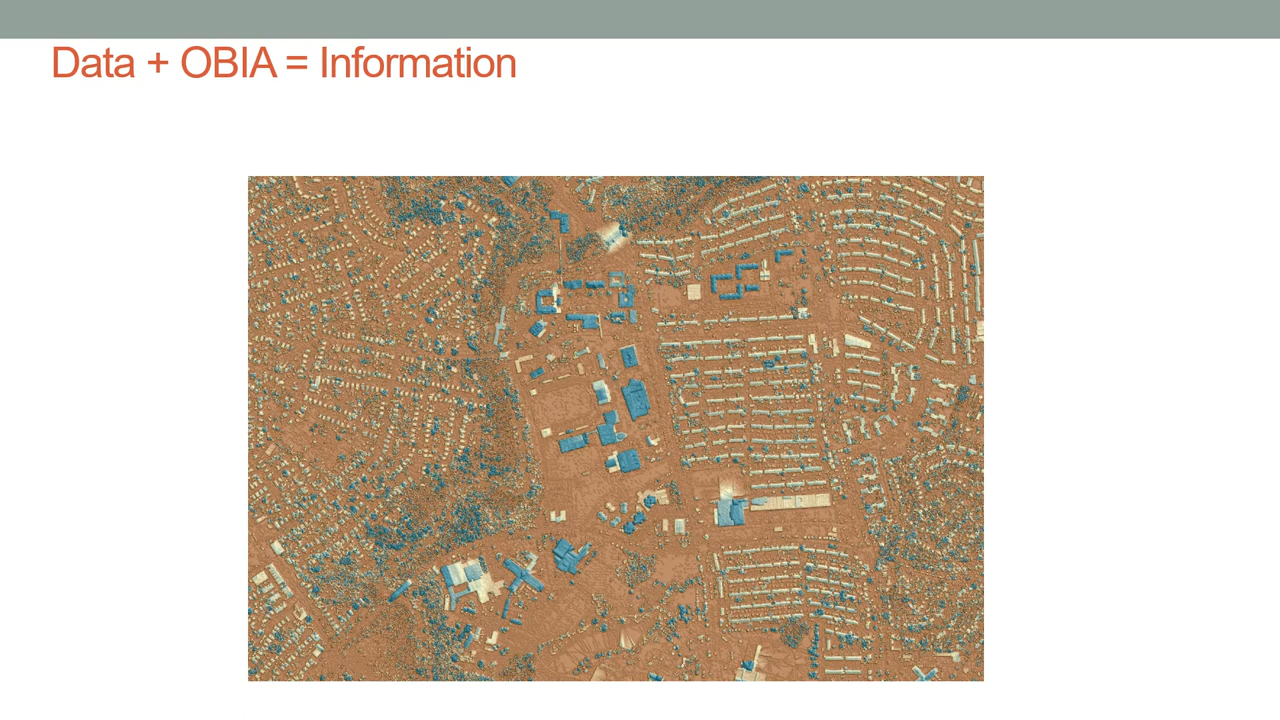 Data + OBIA = Information